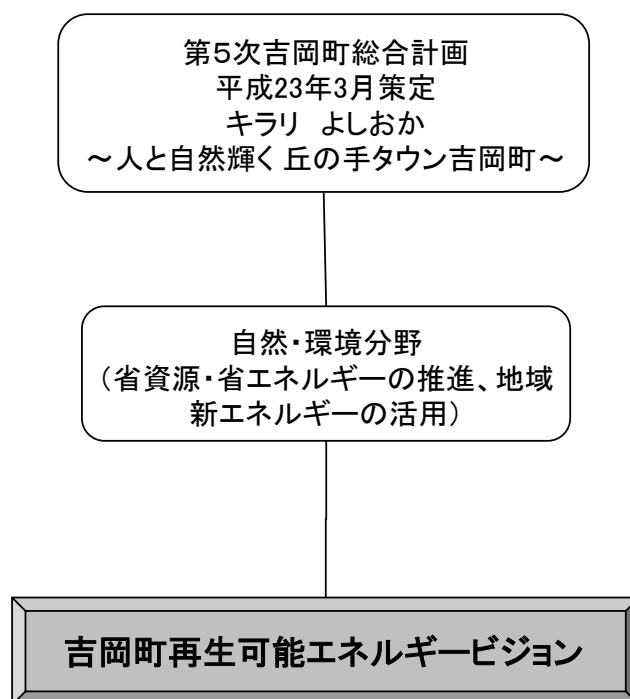 第5次吉岡町総合計画
平成23年3月策定
キラリ　よしおか
～人と自然輝く 丘の手タウン吉岡町～
自然・環境分野
（省資源・省エネルギーの推進、地域
新エネルギーの活用）
吉岡町再生可能エネルギービジョン